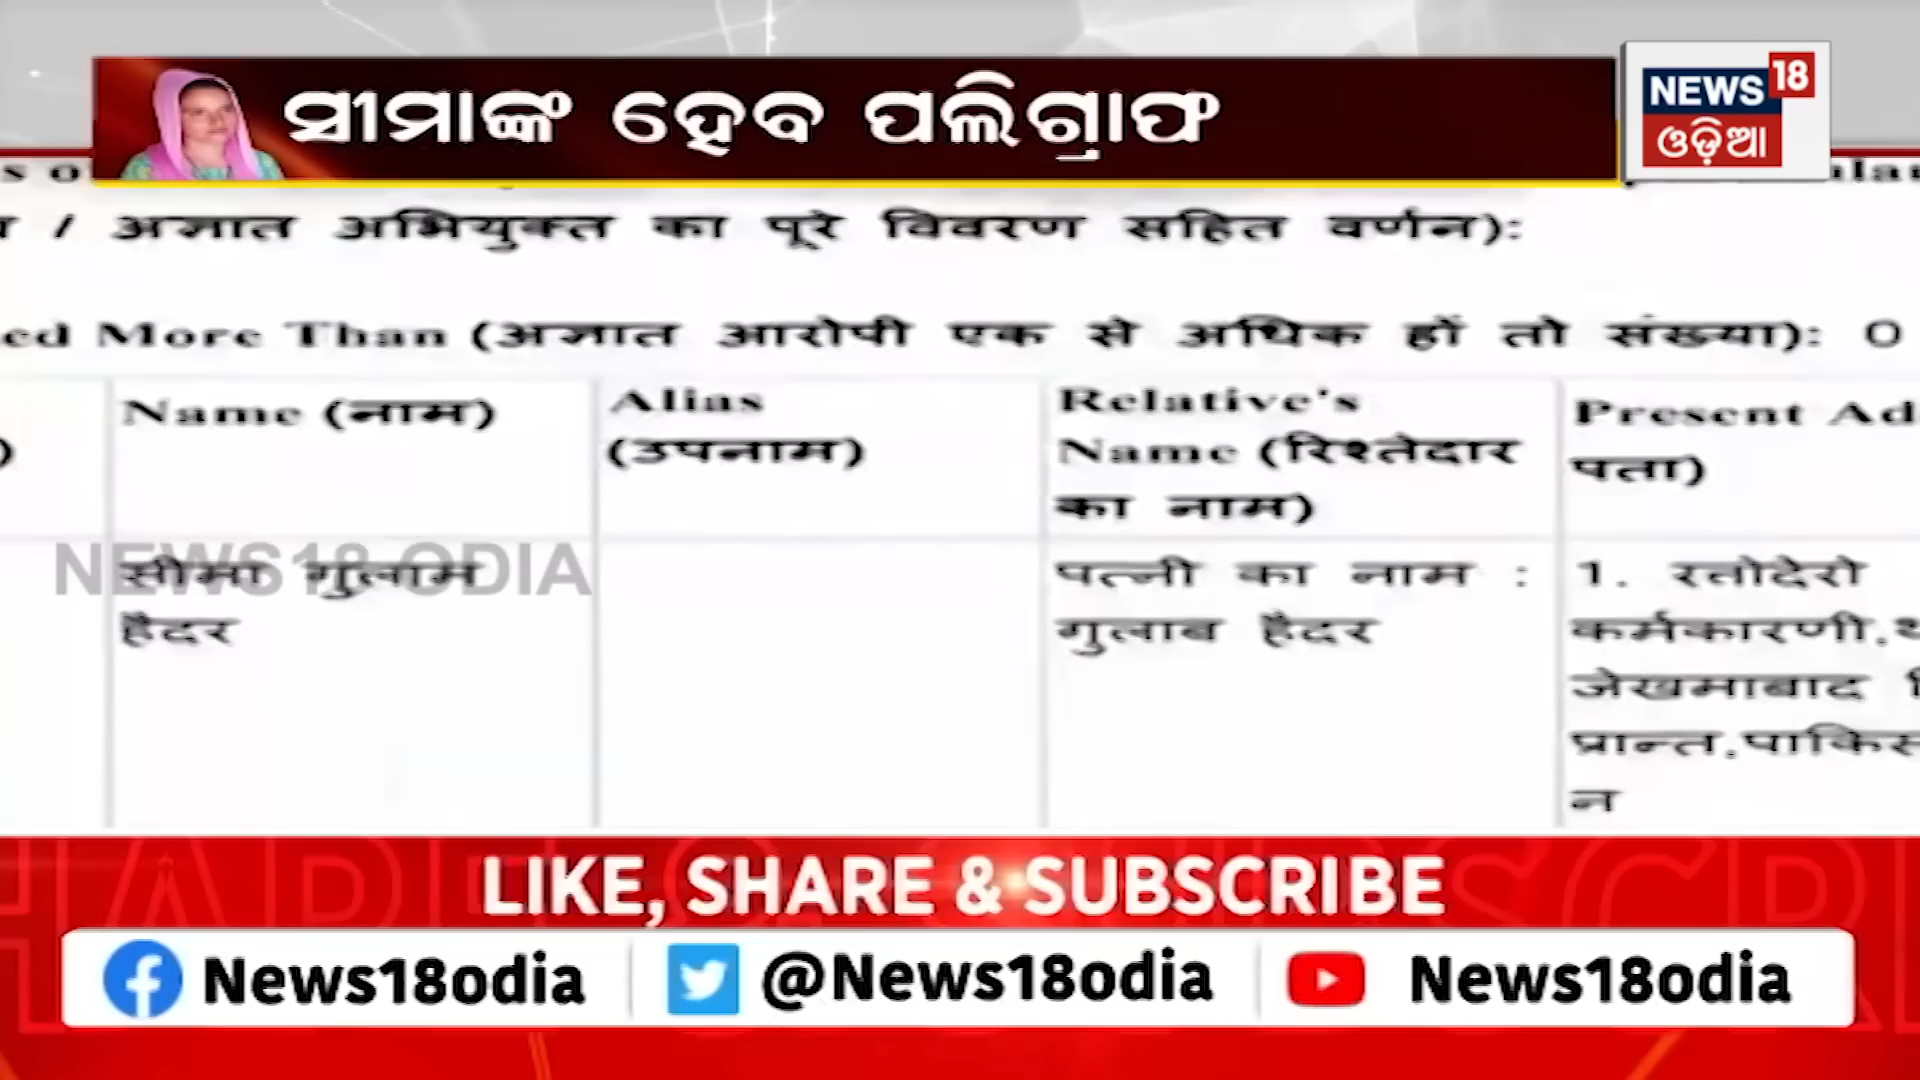 ସୀମାଙ୍କ ହେବ ପଲିଗ୍ରାଫ
NEWS 18
ଓଡ଼ିଆ
/ अज्ञात अभियुक्त का पूरे विवरण सहित वर्णन):
ed More Than (अज्ञात आरोपी एक से अधिक हों तो संख्या): 0
Name (नाम)
Alias
(उपनाम)
Relative's
Name (रिश्तेदार
का नाम)
Present Ad
पता)
NEWS18 ODIA
सीमा गुलाम
हैदर
पत्नी का नाम :
गुलाब हैदर
1. रतोदेरो
कर्मकारणी,थ
जेखमाबाद
प्रान्त,पाकिस
न
LIKE, SHARE & SUBSCRIBE
News18odia
@News18odia
News18odia